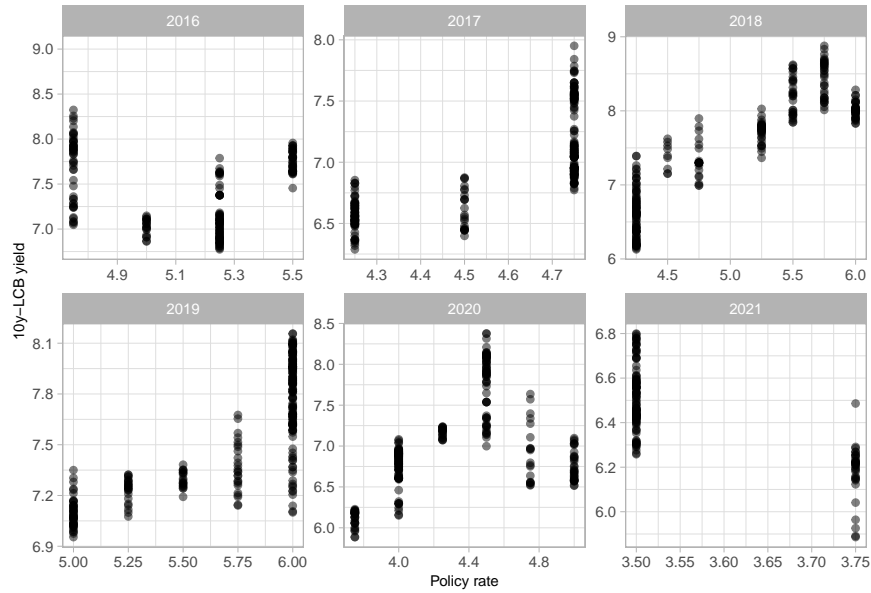 2016 2017 2018
9.0 8.5 8.0 7.5 7.0
8.0 7.5 7.0 6.5
9 8 7 6
4.9 5.1 5.3 5.5
4.3 4.4 4.5 4.6 4.7
4.5 5.0 5.5 6.0
10y−LCB yield
2019 2020 2021
8.1 7.8 7.5 7.2 6.9
8.5 8.0 7.5 7.0 6.5 6.0
6.8 6.6 6.4 6.2 6.0
5.00 5.25 5.50 5.75 6.00
4.0 4.4 4.8
3.50 3.55 3.60 3.65 3.70 3.75
Policy rate